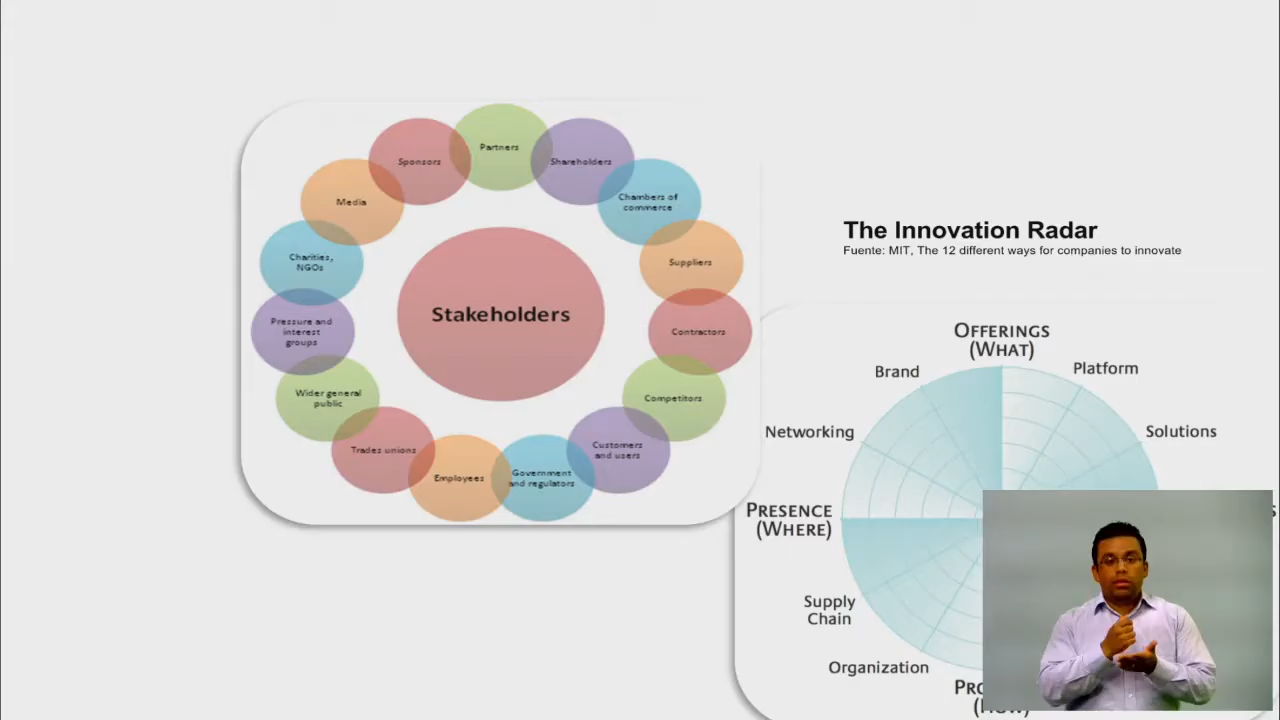 Partners
Sponsors
Shareholders
Media
Chambers of
commerce
Charities,
NGOs
Suppliers
Stakeholders
Pressure and
interest
groups
Contractors
Wider general
public
Competitors
Trades unions
Customers
and users
Employees
Government
and regulators
The Innovation Radar
Fuente: MIT, The 12 different ways for companies to innovate
OFFERINGS
(WHAT)
Brand
Platform
Networking
Solutions
PRESENCE
(WHERE)
Supply
Chain
Organization